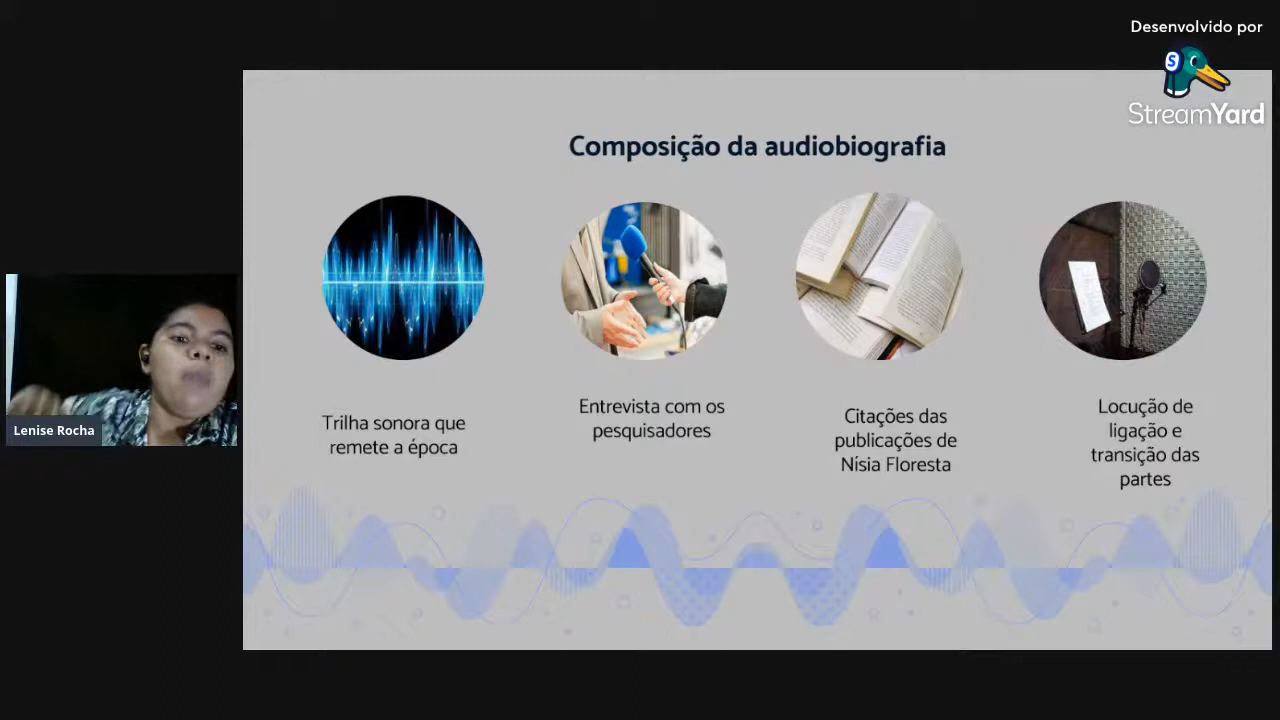 Desenvolvido por
StreamYard
Composição da audiobiografia
Trilha sonora que
remete a época
Entrevista com os
pesquisadores
Citações das
publicações de
Nísia Floresta
Locução de
ligação e
transição das
partes
Lenise Rocha